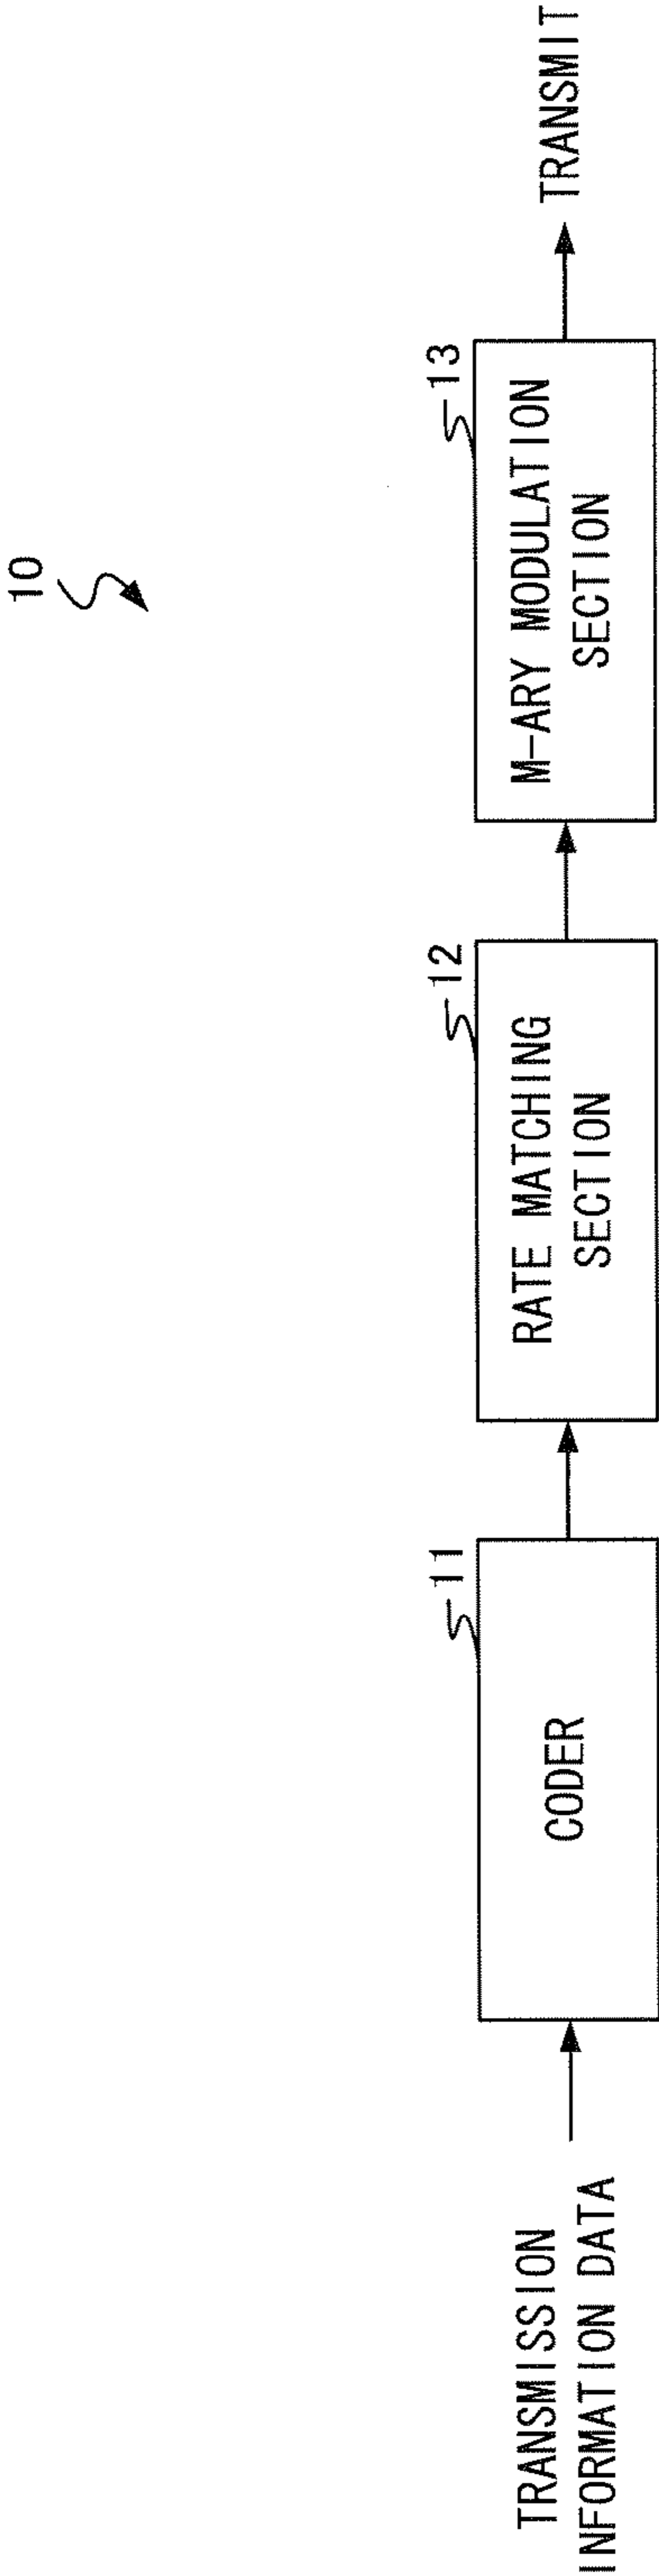 10
TRANSMISSION
INFORMATION DATA
11
CODER
12
RATE MATCHING
SECTION
13
M-ARY MODULATION
SECTION
TRANSMIT